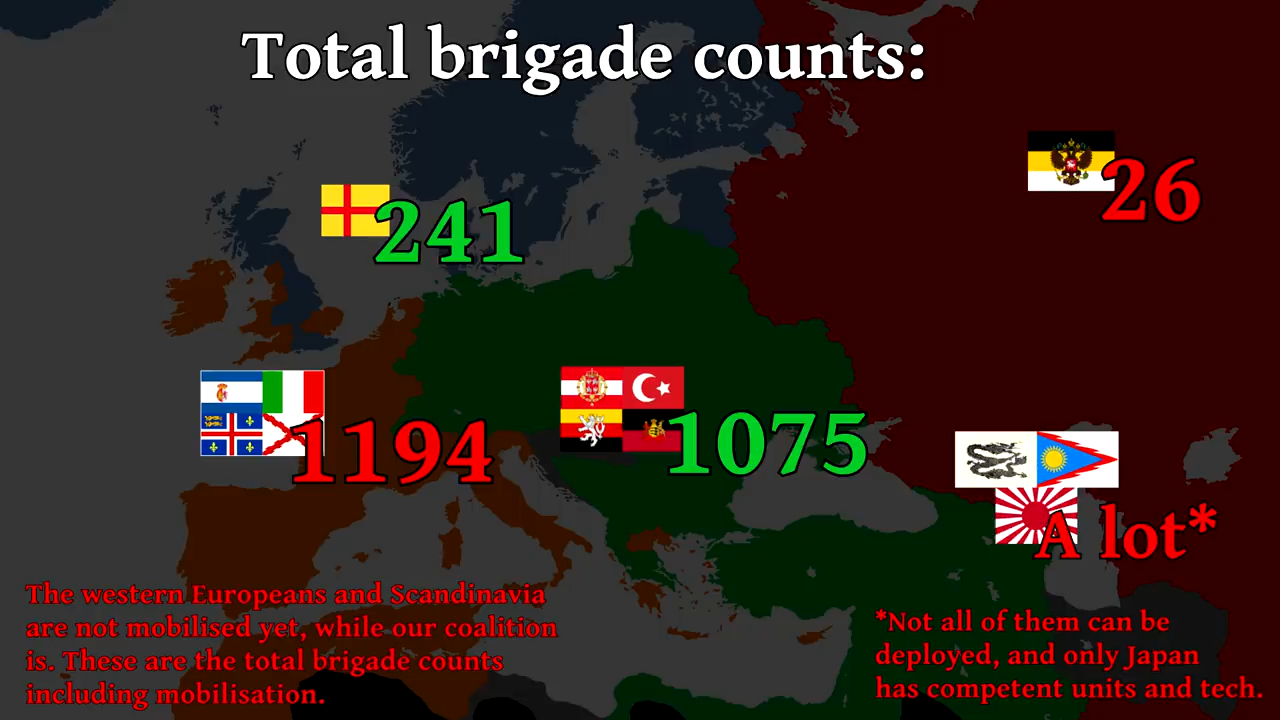 Total brigade counts:
26
241
1194
1075
A lot*
The western Europeans and Scandinavia
are not mobilised yet, while our coalition
is. These are the total brigade counts
including mobilisation.
*Not all of them can be
deployed, and only Japan
has competent units and tech.